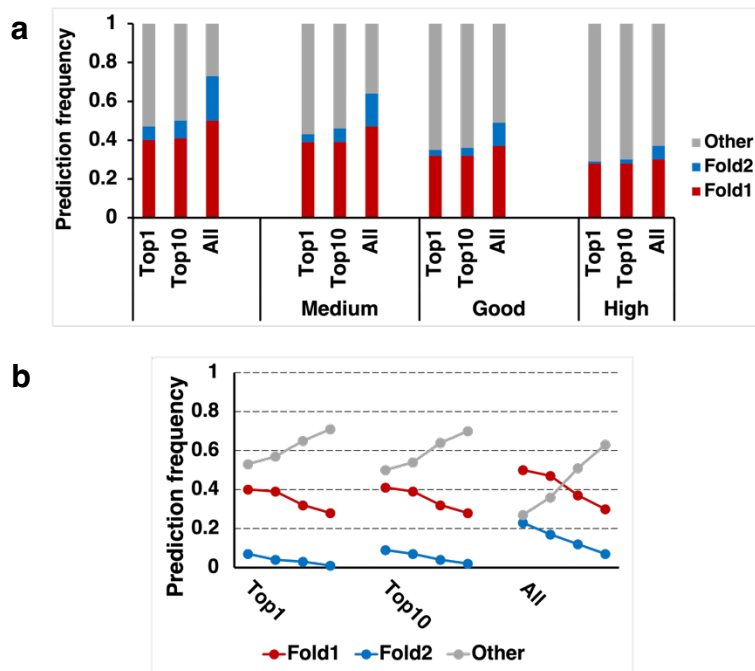 a
Prediction frequency
1
0.8
0.6
0.4
0.2
0
Top1
Top10
All
Top1
Top10
All
Top1
Top10
All
Top1
Top10
All
Medium
Good
High
Other
Fold2
Fold1
b
Prediction frequency
1
0.8
0.6
0.4
0.2
0
Top1
Top10
All
Fold1
Fold2
Other